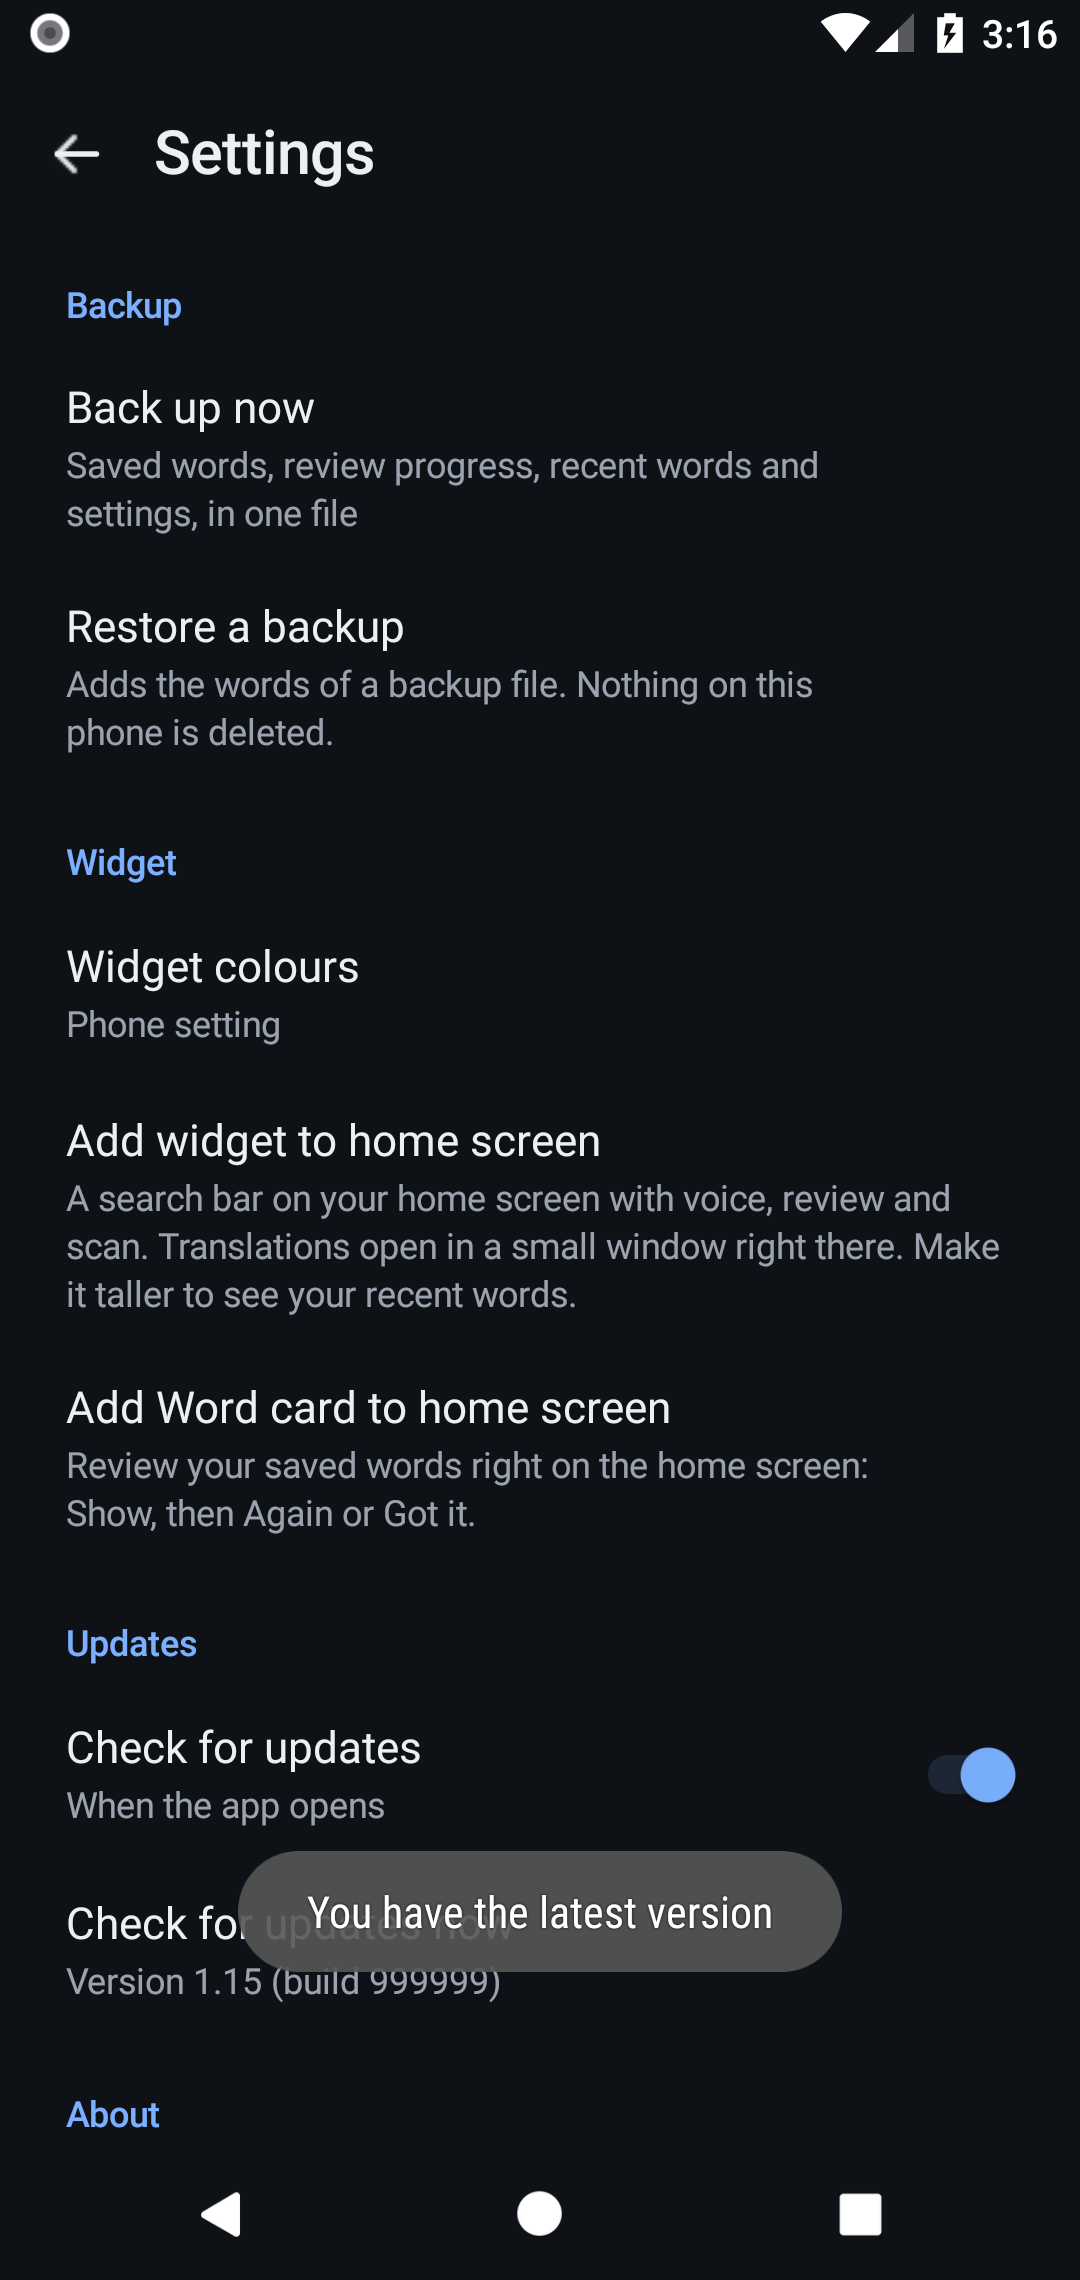 3:16
Settings
Backup
Back up now
Saved words, review progress, recent words and
settings, in one file
Restore a backup
Adds the words of a backup file. Nothing on this
phone is deleted.
Widget
Widget colours
Phone setting
Add widget to home screen
A search bar on your home screen with voice, review and
scan. Translations open in a small window right there. Make
it taller to see your recent words.
Add Word card to home screen
Review your saved words right on the home screen:
Show, then Again or Got it.
Updates
Check for updates
When the app opens
You have the latest version
Check for updates now
Version 1.15 (build 999999)
About